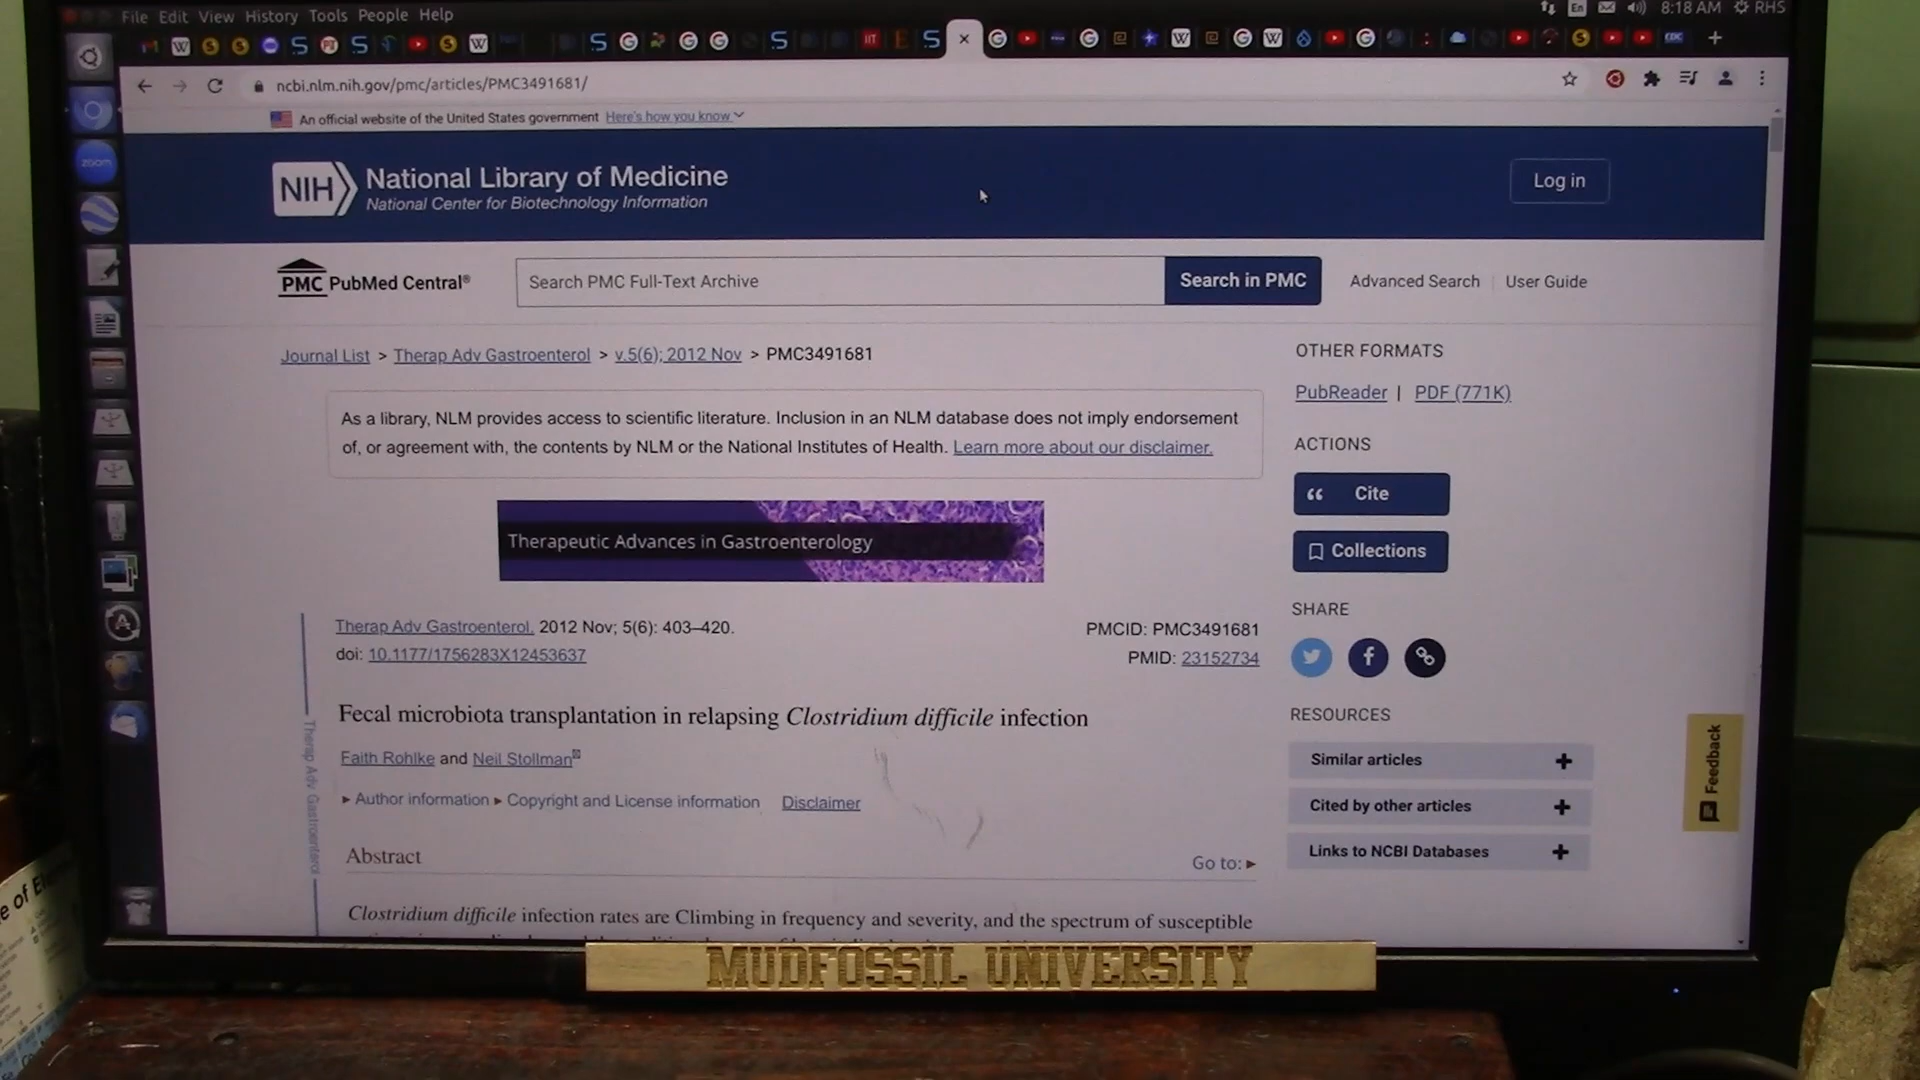 File Edit View History Tools People Help
En 8:18 AM RHS
ncbi.nlm.nih.gov/pmc/articles/PMC3491681/
An official website of the United States government Here's how you know
NIH National Library of Medicine
National Center for Biotechnology Information
Log in
zoom
PMC PubMed Central®
Search PMC Full-Text Archive
Search in PMC
Advanced Search User Guide
Journal List > Therap Adv Gastroenterol > v.5(6); 2012 Nov > PMC3491681
As a library, NLM provides access to scientific literature. Inclusion in an NLM database does not imply endorsement
of, or agreement with, the contents by NLM or the National Institutes of Health. Learn more about our disclaimer.
Therapeutic Advances in Gastroenterology
Therap Adv Gastroenterol. 2012 Nov; 5(6): 403–420.
doi: 10.1177/1756283X12453637
PMCID: PMC3491681
PMID: 23152734
Fecal microbiota transplantation in relapsing Clostridium difficile infection
Faith Rohlke and Neil Stollman
Author information Copyright and License information Disclaimer
Therap Adv Gastroenterol
Abstract
Go to:
Clostridium difficile infection rates are Climbing in frequency and severity, and the spectrum of susceptible
OTHER FORMATS
PubReader | PDF (771K)
ACTIONS
Cite
Collections
SHARE
RESOURCES
Similar articles +
Cited by other articles +
Links to NCBI Databases +
Feedback
MUDFOSSIL UNIVERSITY